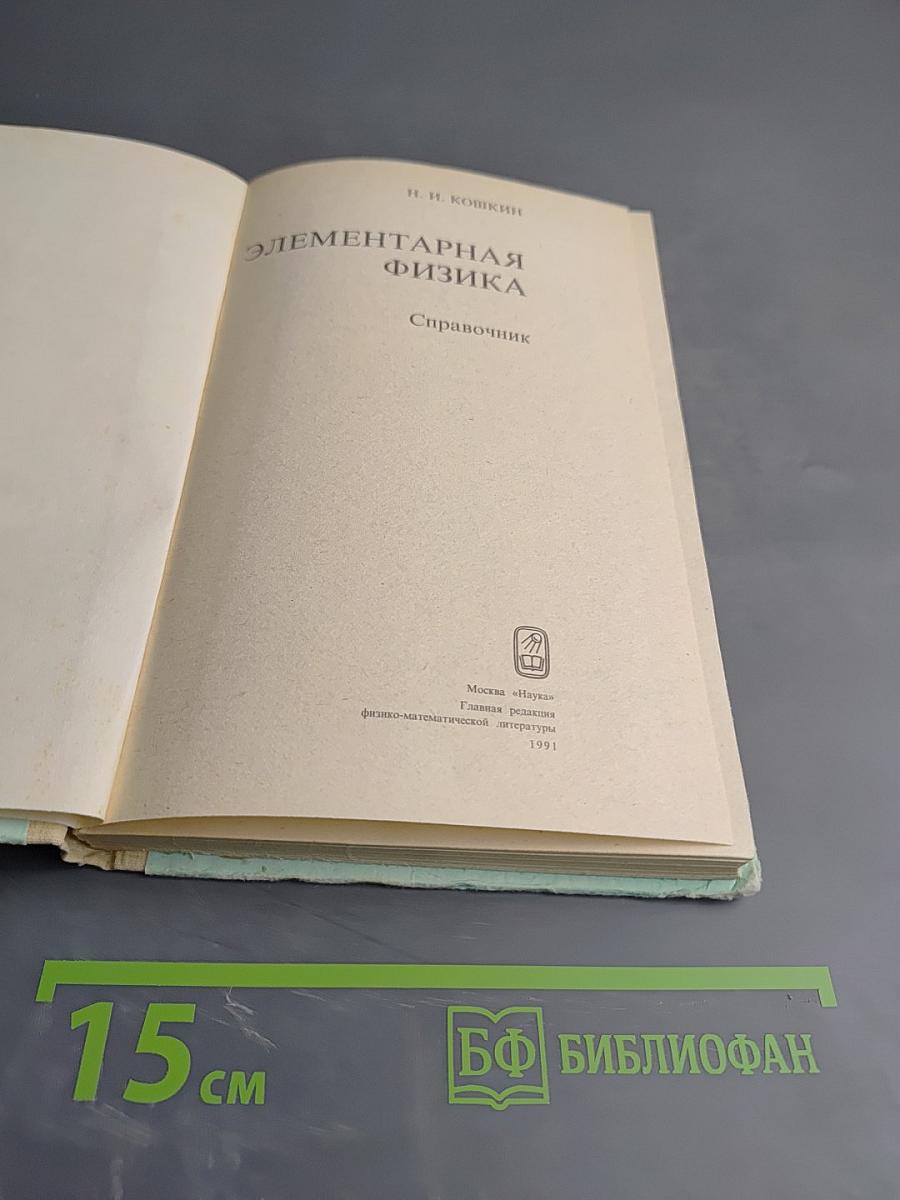 Н. И. КОШКИН
ЭЛЕМЕНТАРНАЯ
ФИЗИКА
Справочник
Москва «Наука»
Главная редакция
физико-математической литературы
1991
15 см
БФ БИБЛИОФАН